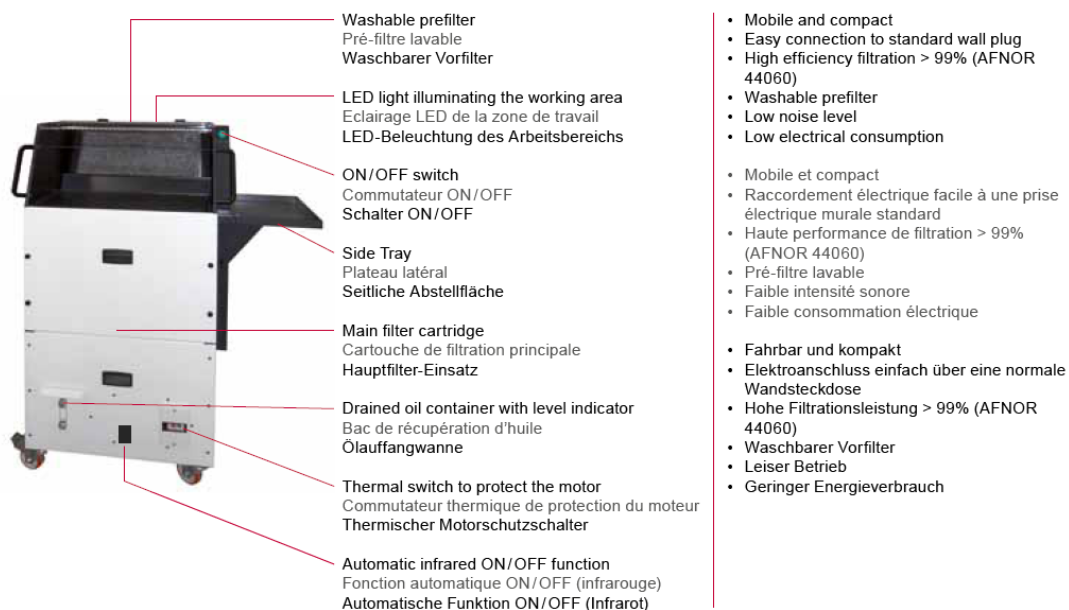 Washable prefilter
Pré-filtre lavable
Waschbarer Vorfilter
LED light illuminating the working area
Eclairage LED de la zone de travail
LED-Beleuchtung des Arbeitsbereichs
ON/OFF switch
Commutateur ON/OFF
Schalter ON/OFF
Side Tray
Plateau latéral
Seitliche Abstellfläche
Main filter cartridge
Cartouche de filtration principale
Hauptfilter-Einsatz
Drained oil container with level indicator
Bac de récupération d'huile
Ölauffangwanne
Thermal switch to protect the motor
Commutateur thermique de protection du moteur
Thermischer Motorschutzschalter
Automatic infrared ON/OFF function
Fonction automatique ON/OFF (infrarouge)
Automatische Funktion ON/OFF (Infrarot)
• Mobile and compact
• Easy connection to standard wall plug
• High efficiency filtration > 99% (AFNOR
44060)
• Washable prefilter
• Low noise level
• Low electrical consumption
• Mobile et compact
• Raccordement électrique facile à une prise
électrique murale standard
• Haute performance de filtration > 99%
(AFNOR 44060)
• Pré-filtre lavable
• Faible intensité sonore
• Faible consommation électrique
• Fahrbar und kompakt
• Elektroanschluss einfach über eine normale
Wandsteckdose
• Hohe Filtrationsleistung > 99% (AFNOR
44060)
• Waschbarer Vorfilter
• Leiser Betrieb
• Geringer Energieverbrauch